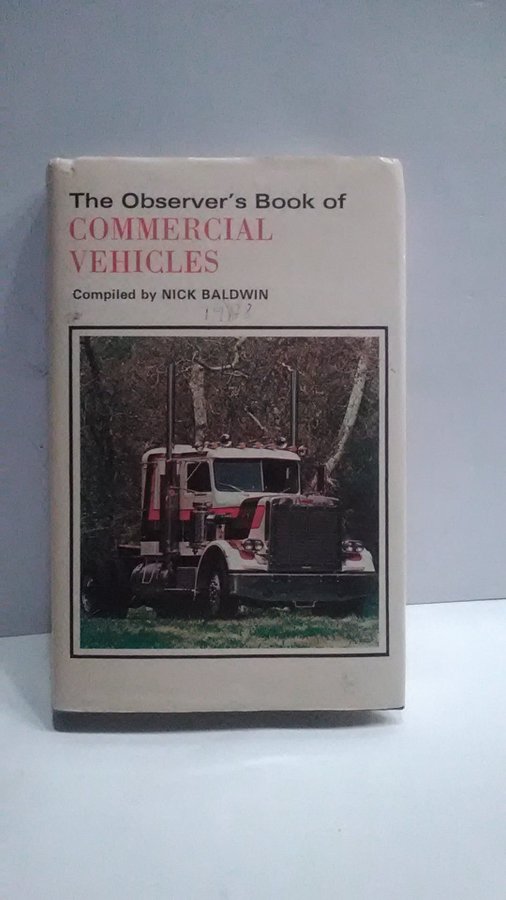 The Observer's Book of
COMMERCIAL
VEHICLES
Compiled by NICK BALDWIN